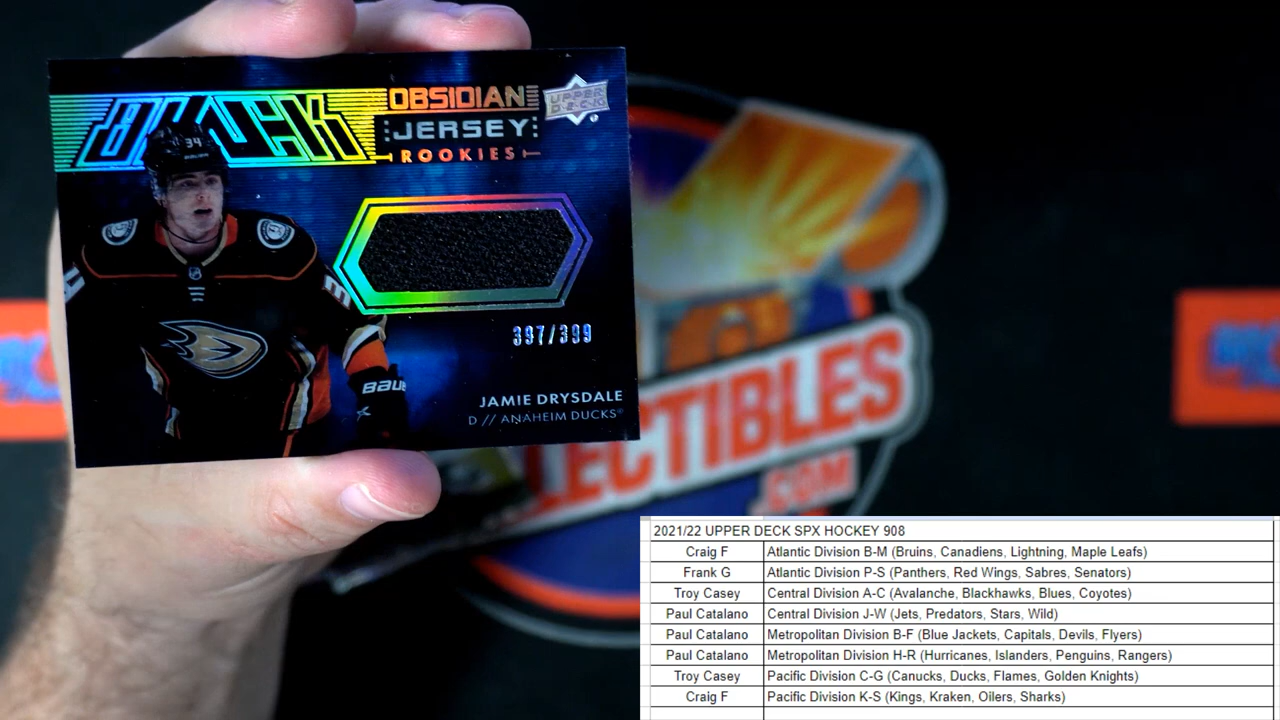 BLACK OBSIDIAN
JERSEY
ROOKIES
UPPER
DECK
34
397/399
BAUE
JAMIE DRYSDALE
D // ANAHEIM DUCKS®
LECTIBLES
.COM
2021/22 UPPER DECK SPX HOCKEY 908
Craig F Atlantic Division B-M (Bruins, Canadiens, Lightning, Maple Leafs)
Frank G Atlantic Division P-S (Panthers, Red Wings, Sabres, Senators)
Troy Casey Central Division A-C (Avalanche, Blackhawks, Blues, Coyotes)
Paul Catalano Central Division J-W (Jets, Predators, Stars, Wild)
Paul Catalano Metropolitan Division B-F (Blue Jackets, Capitals, Devils, Flyers)
Paul Catalano Metropolitan Division H-R (Hurricanes, Islanders, Penguins, Rangers)
Troy Casey Pacific Division C-G (Canucks, Ducks, Flames, Golden Knights)
Craig F Pacific Division K-S (Kings, Kraken, Oilers, Sharks)